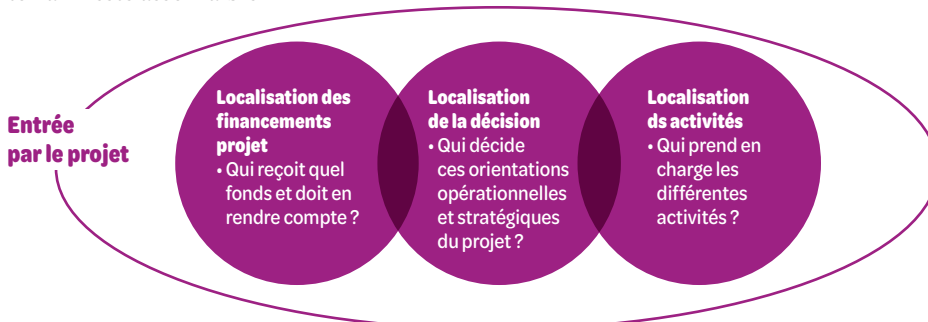 Entrée
par le projet
Localisation des
financements
projet
• Qui reçoit quel
fonds et doit en
rendre compte ?
Localisation
de la décision
• Qui décide
ces orientations
opérationnelles
et stratégiques
du projet ?
Localisation
ds activités
• Qui prend en
charge les
différentes
activités ?